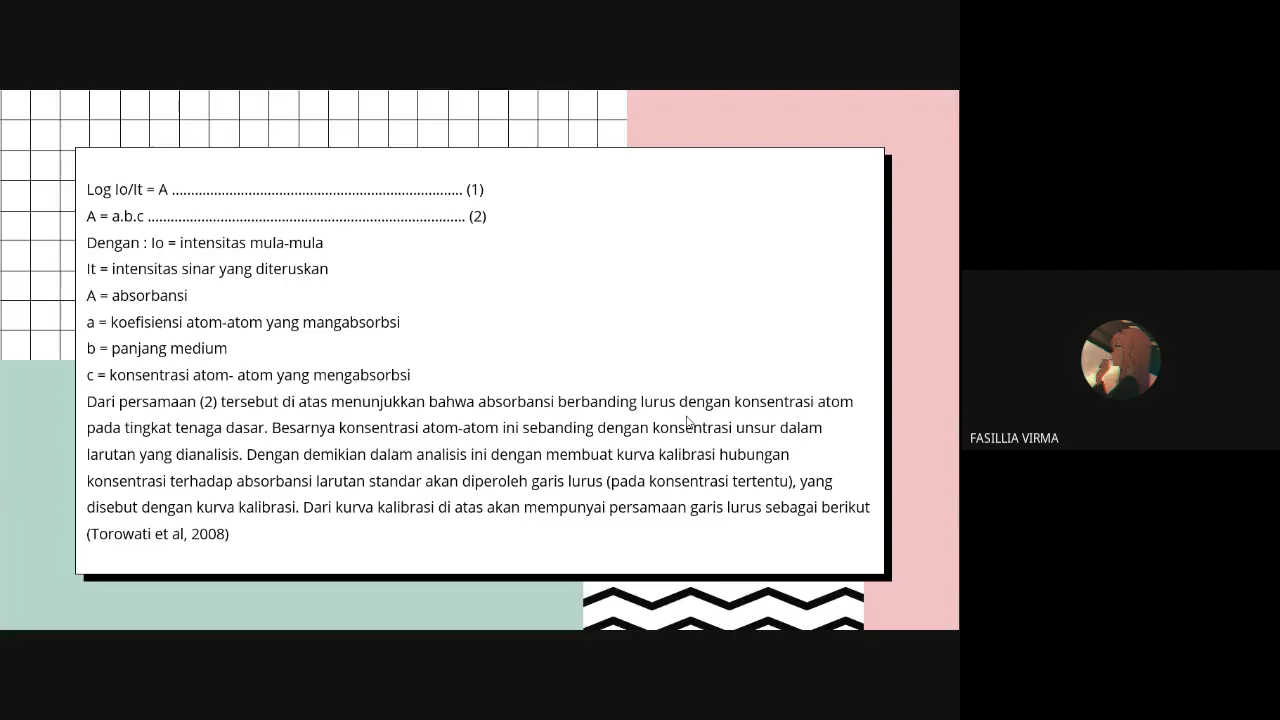 Log Io/It = A ............................................................................ (1)
A = a.b.c ................................................................................... (2)
Dengan : Io = intensitas mula-mula
It = intensitas sinar yang diteruskan
A = absorbansi
a = koefisiensi atom-atom yang mangabsorbsi
b = panjang medium
c = konsentrasi atom- atom yang mengabsorbsi
Dari persamaan (2) tersebut di atas menunjukkan bahwa absorbansi berbanding lurus dengan konsentrasi atom
pada tingkat tenaga dasar. Besarnya konsentrasi atom-atom ini sebanding dengan konsentrasi unsur dalam
larutan yang dianalisis. Dengan demikian dalam analisis ini dengan membuat kurva kalibrasi hubungan
konsentrasi terhadap absorbansi larutan standar akan diperoleh garis lurus (pada konsentrasi tertentu), yang
disebut dengan kurva kalibrasi. Dari kurva kalibrasi di atas akan mempunyai persamaan garis lurus sebagai berikut
(Torowati et al, 2008)
FASILLIA VIRMA